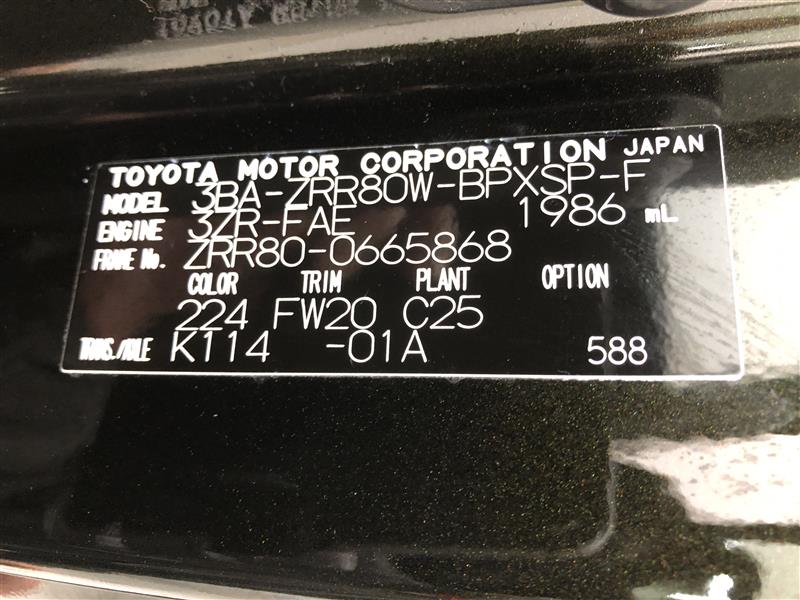 TOYOTA MOTOR CORPORATION JAPAN
MODEL 3BA-ZRR80W-BPXSP-F
ENGINE 3ZR-FAE 1986 mL
FRAME No. ZRR80-0665868
COLOR TRIM PLANT OPTION
224 FW20 C25
TRANS./AXLE K114 -01A 588